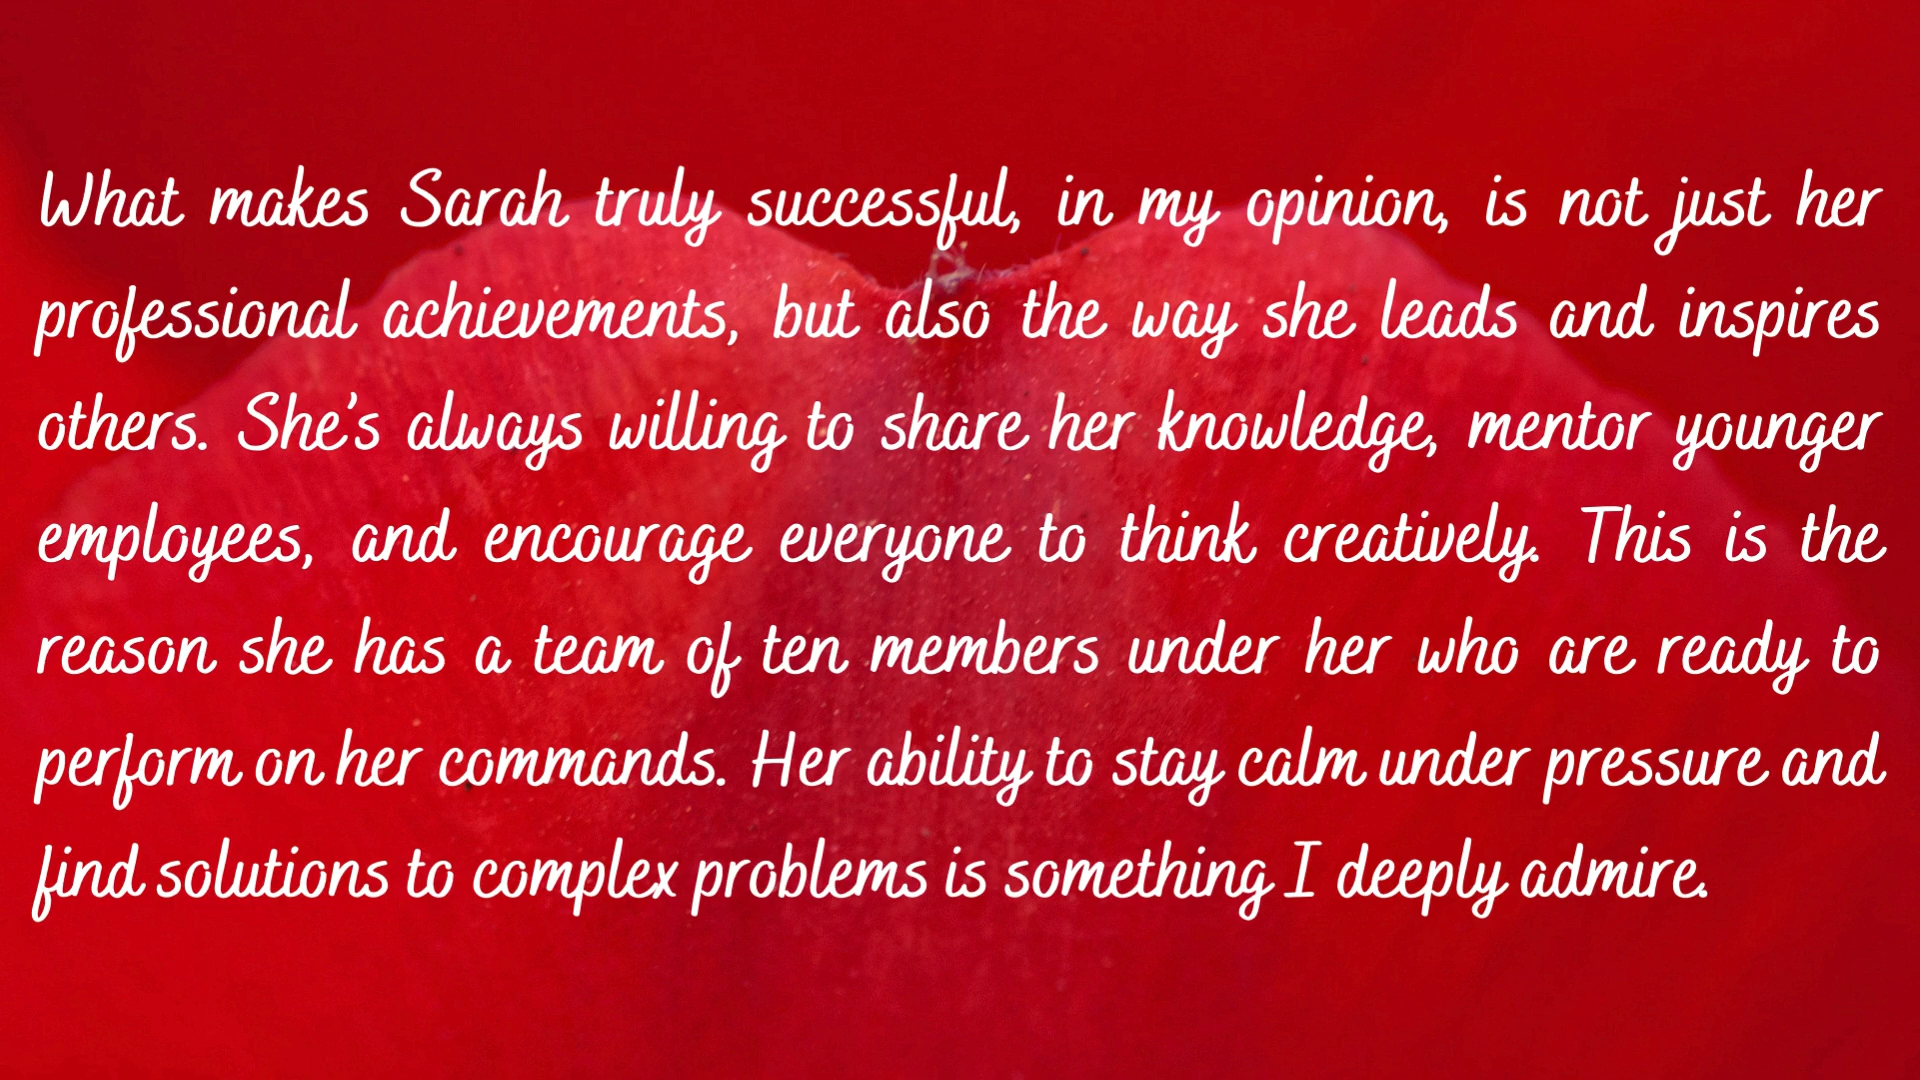 What makes Sarah truly successful, in my opinion, is not just her
professional achievements, but also the way she leads and inspires
others. She's always willing to share her knowledge, mentor younger
employees, and encourage everyone to think creatively. This is the
reason she has a team of ten members under her who are ready to
perform on her commands. Her ability to stay calm under pressure and
find solutions to complex problems is something I deeply admire.